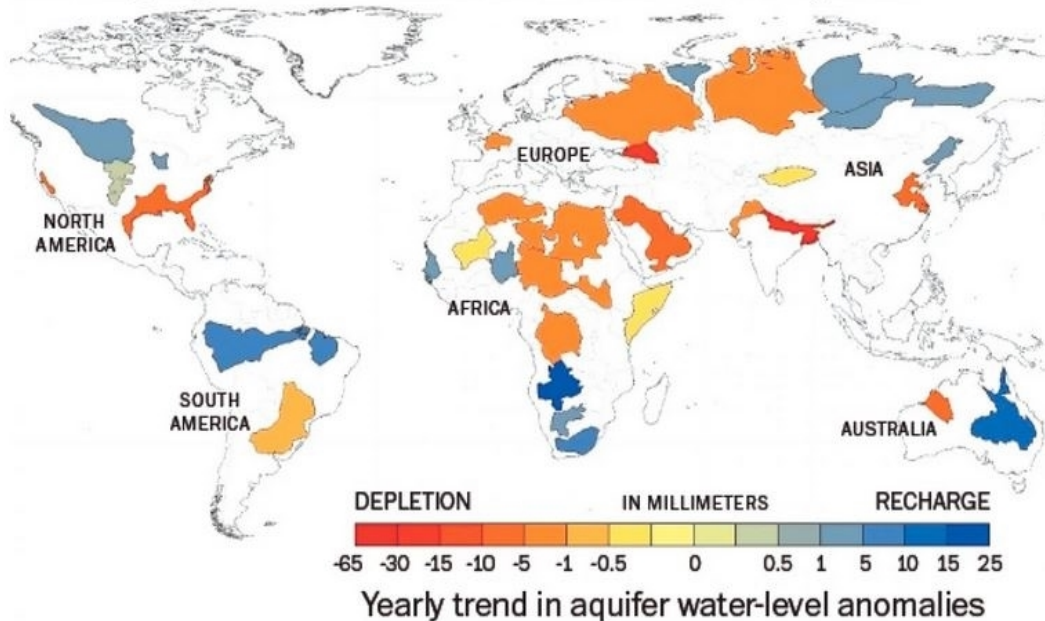 EUROPE
ASIA
NORTH
AMERICA
AFRICA
SOUTH
AMERICA
AUSTRALIA
DEPLETION IN MILLIMETERS RECHARGE
-65 -30 -15 -10 -5 -1 -0.5 0 0.5 1 5 10 15 25
Yearly trend in aquifer water-level anomalies